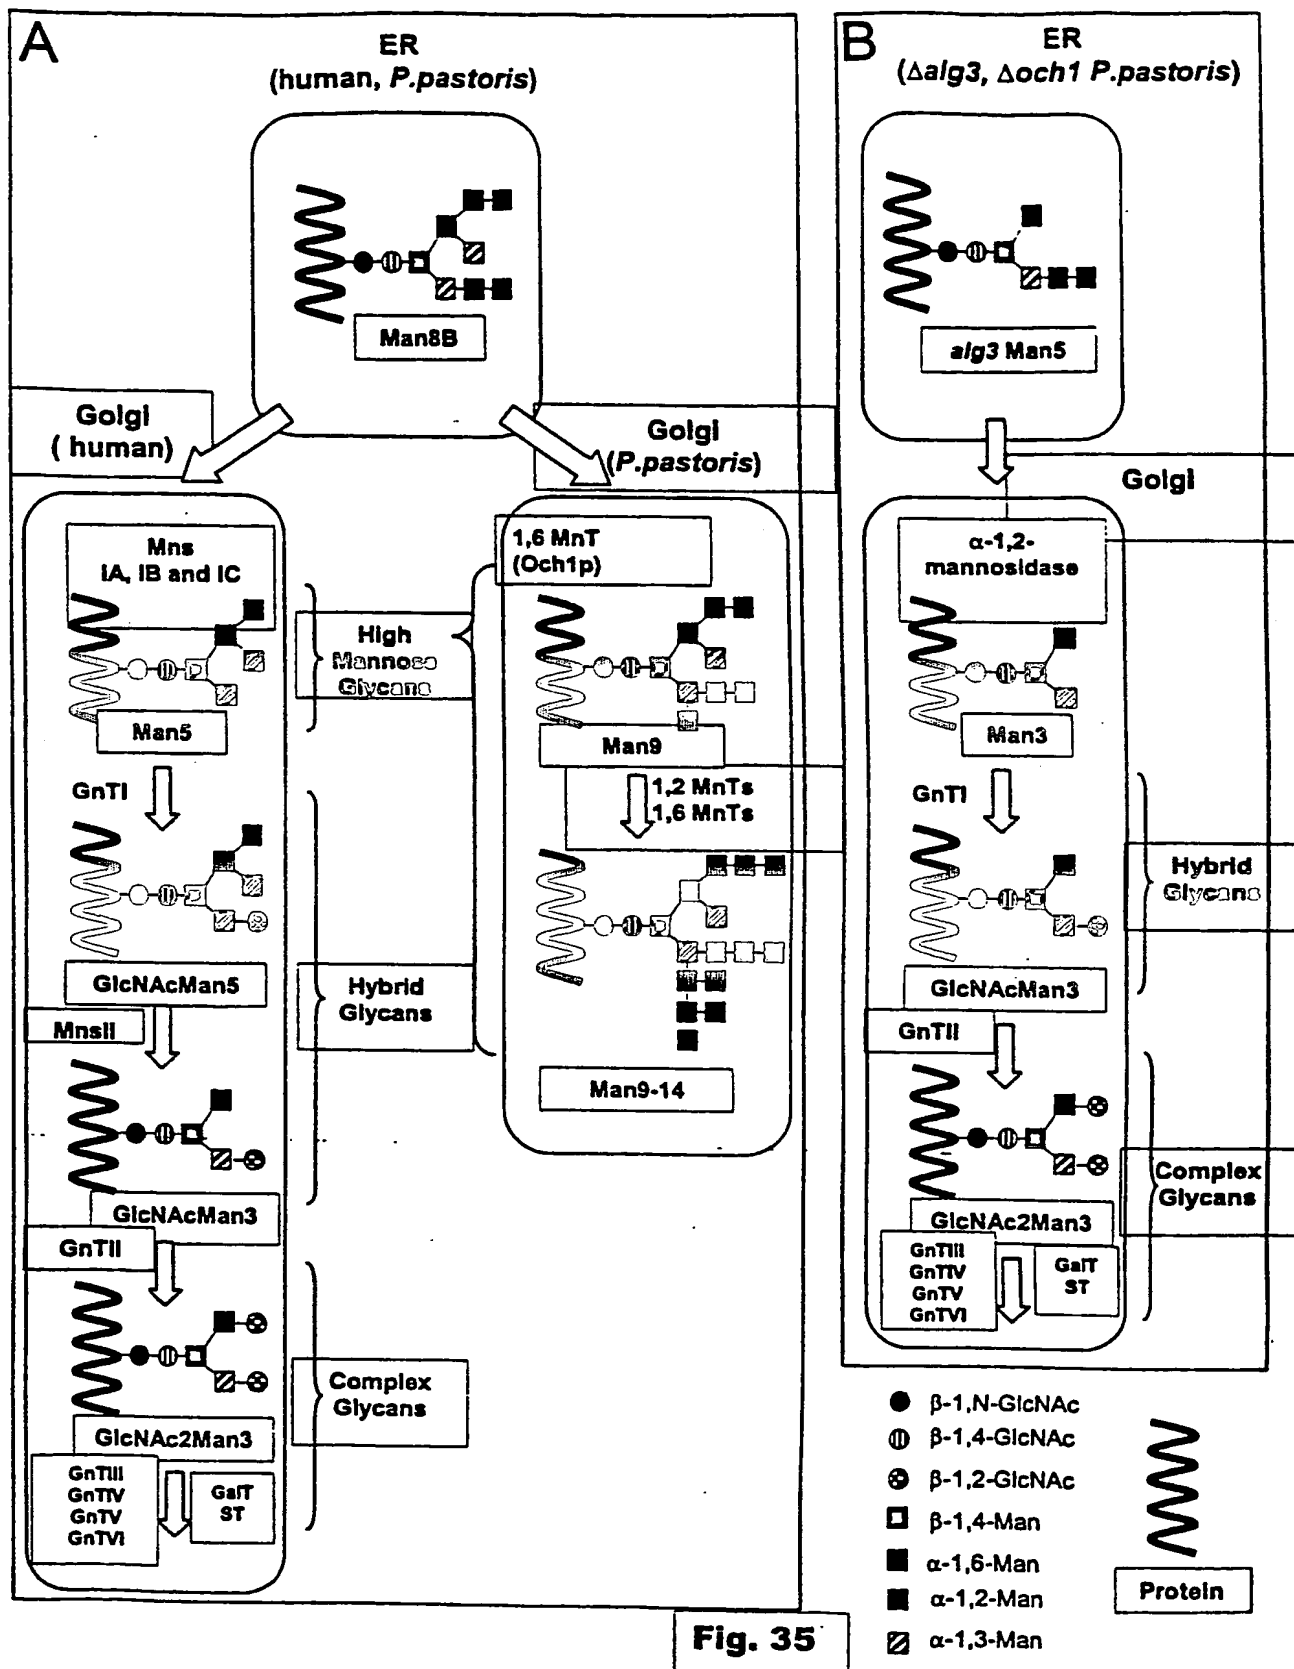 A
ER
(human, P.pastoris)
Man8B
Golgi
( human)
Golgi
(P.pastoris)
Mns
IA, IB and IC
Man5
High
Mannose
Glycans
1,6 MnT
(Och1p)
Man9
1,2 MnTs
1,6 MnTs
Man9-14
GnTI
GlcNAcMan5
Hybrid
Glycans
MnsII
GlcNAcMan3
GnTII
GlcNAc2Man3
Complex
Glycans
GnTIII
GnTIV
GnTV
GnTVI
GalT
ST
B
ER
(Δalg3, Δoch1 P.pastoris)
alg3 Man5
Golgi
α-1,2-
mannosidase
Man3
GnTI
Hybrid
Glycans
GlcNAcMan3
GnTII
Complex
Glycans
GlcNAc2Man3
GnTIII
GnTIV
GnTV
GnTVI
GalT
ST
β-1,N-GlcNAc
β-1,4-GlcNAc
β-1,2-GlcNAc
β-1,4-Man
α-1,6-Man
α-1,2-Man
α-1,3-Man
Protein
Fig. 35